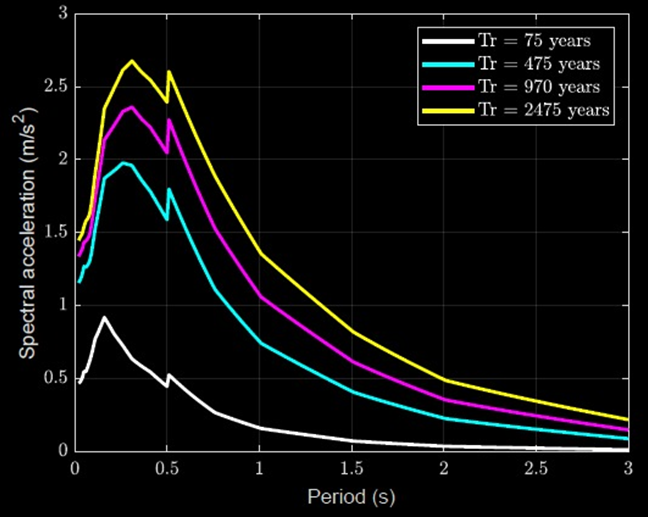 3
2.5
2
1.5
1
0.5
0
0
0.5
1
1.5
2
2.5
3
Spectral acceleration (m/s²)
Period (s)
Tr = 75 years
Tr = 475 years
Tr = 970 years
Tr = 2475 years